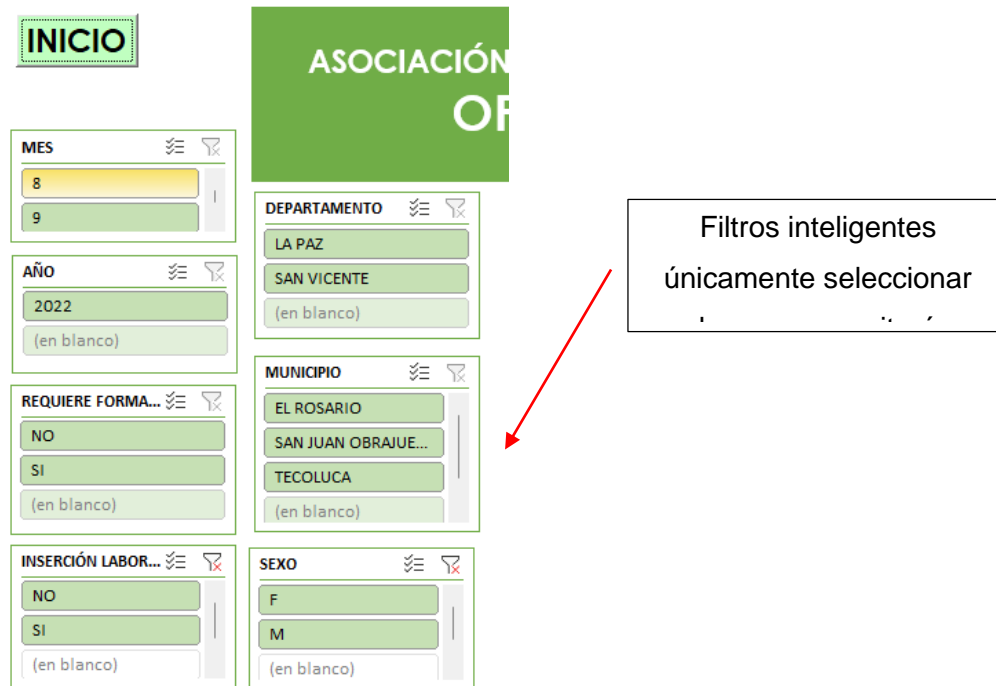 INICIO
ASOCIACIÓN
OF
MES
8
9
AÑO
2022
(en blanco)
REQUIERE FORMA...
NO
SI
(en blanco)
INSERCIÓN LABOR...
NO
SI
(en blanco)
DEPARTAMENTO
LA PAZ
SAN VICENTE
(en blanco)
MUNICIPIO
EL ROSARIO
SAN JUAN OBRAJUE...
TECOLUCA
(en blanco)
SEXO
F
M
(en blanco)
Filtros inteligentes
únicamente seleccionar